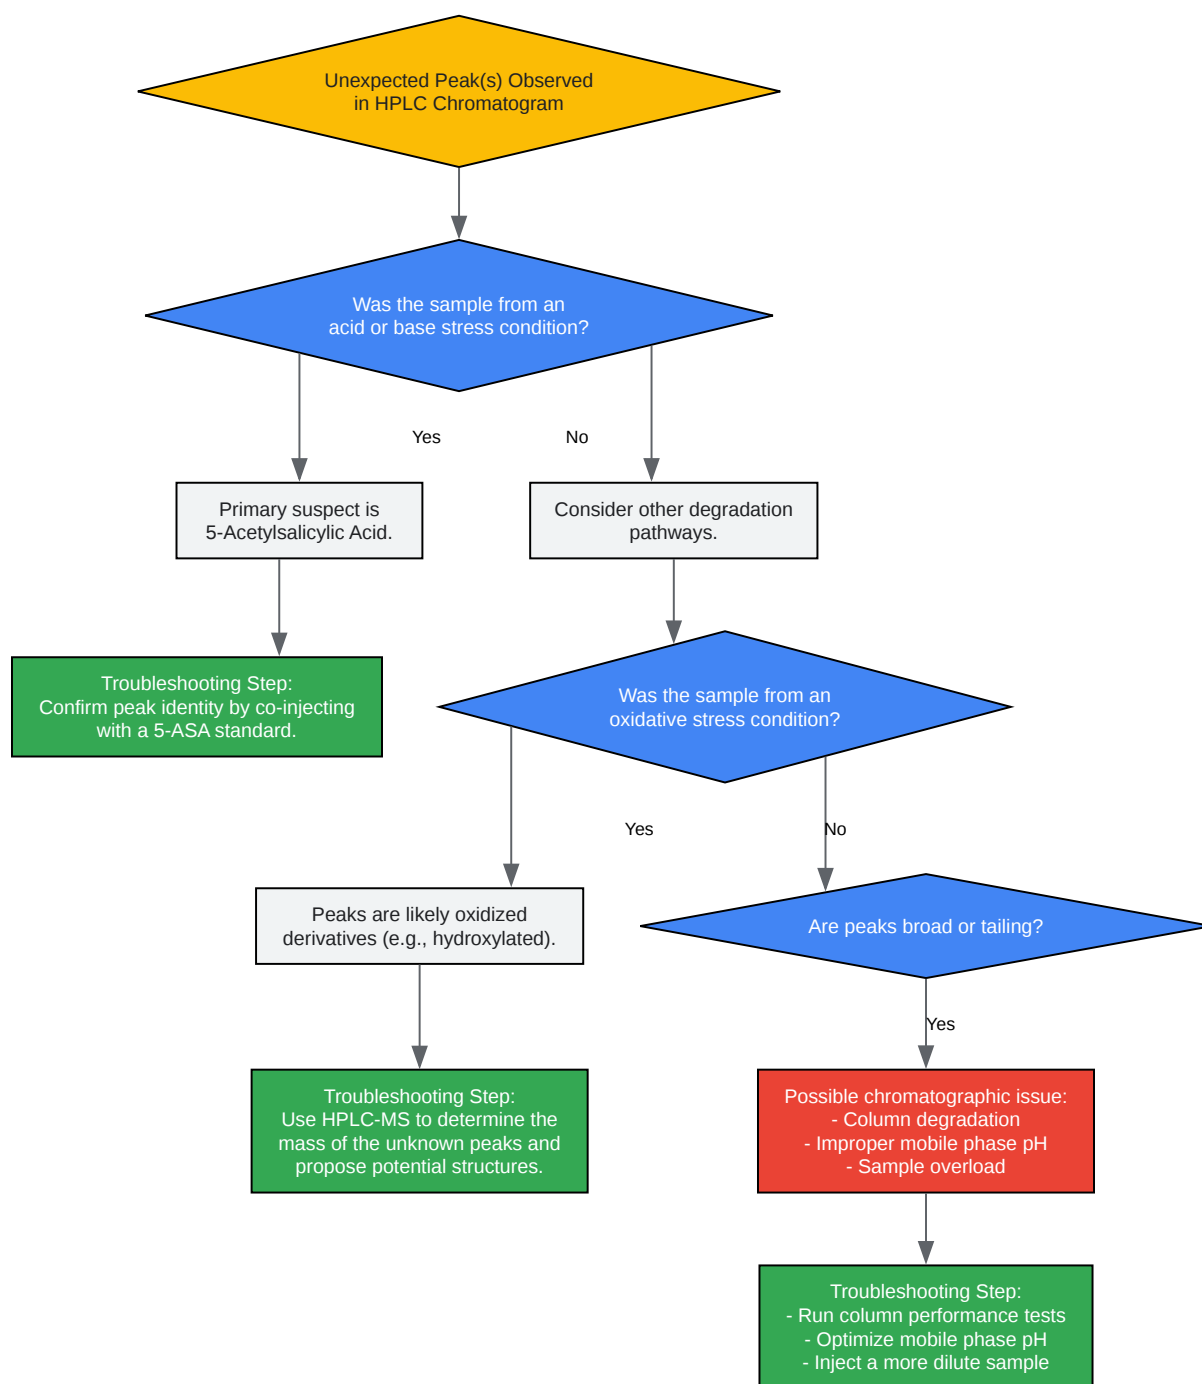 Unexpected Peak(s) Observed
in HPLC Chromatogram
Was the sample from an
acid or base stress condition?
Yes
No
Primary suspect is
5-Acetylsalicylic Acid.
Consider other degradation
pathways.
Troubleshooting Step:
Confirm peak identity by co-injecting
with a 5-ASA standard.
Was the sample from an
oxidative stress condition?
Yes
No
Peaks are likely oxidized
derivatives (e.g., hydroxylated).
Are peaks broad or tailing?
Yes
Troubleshooting Step:
Use HPLC-MS to determine the
mass of the unknown peaks and
propose potential structures.
Possible chromatographic issue:
- Column degradation
- Improper mobile phase pH
- Sample overload
Troubleshooting Step:
- Run column performance tests
- Optimize mobile phase pH
- Inject a more dilute sample